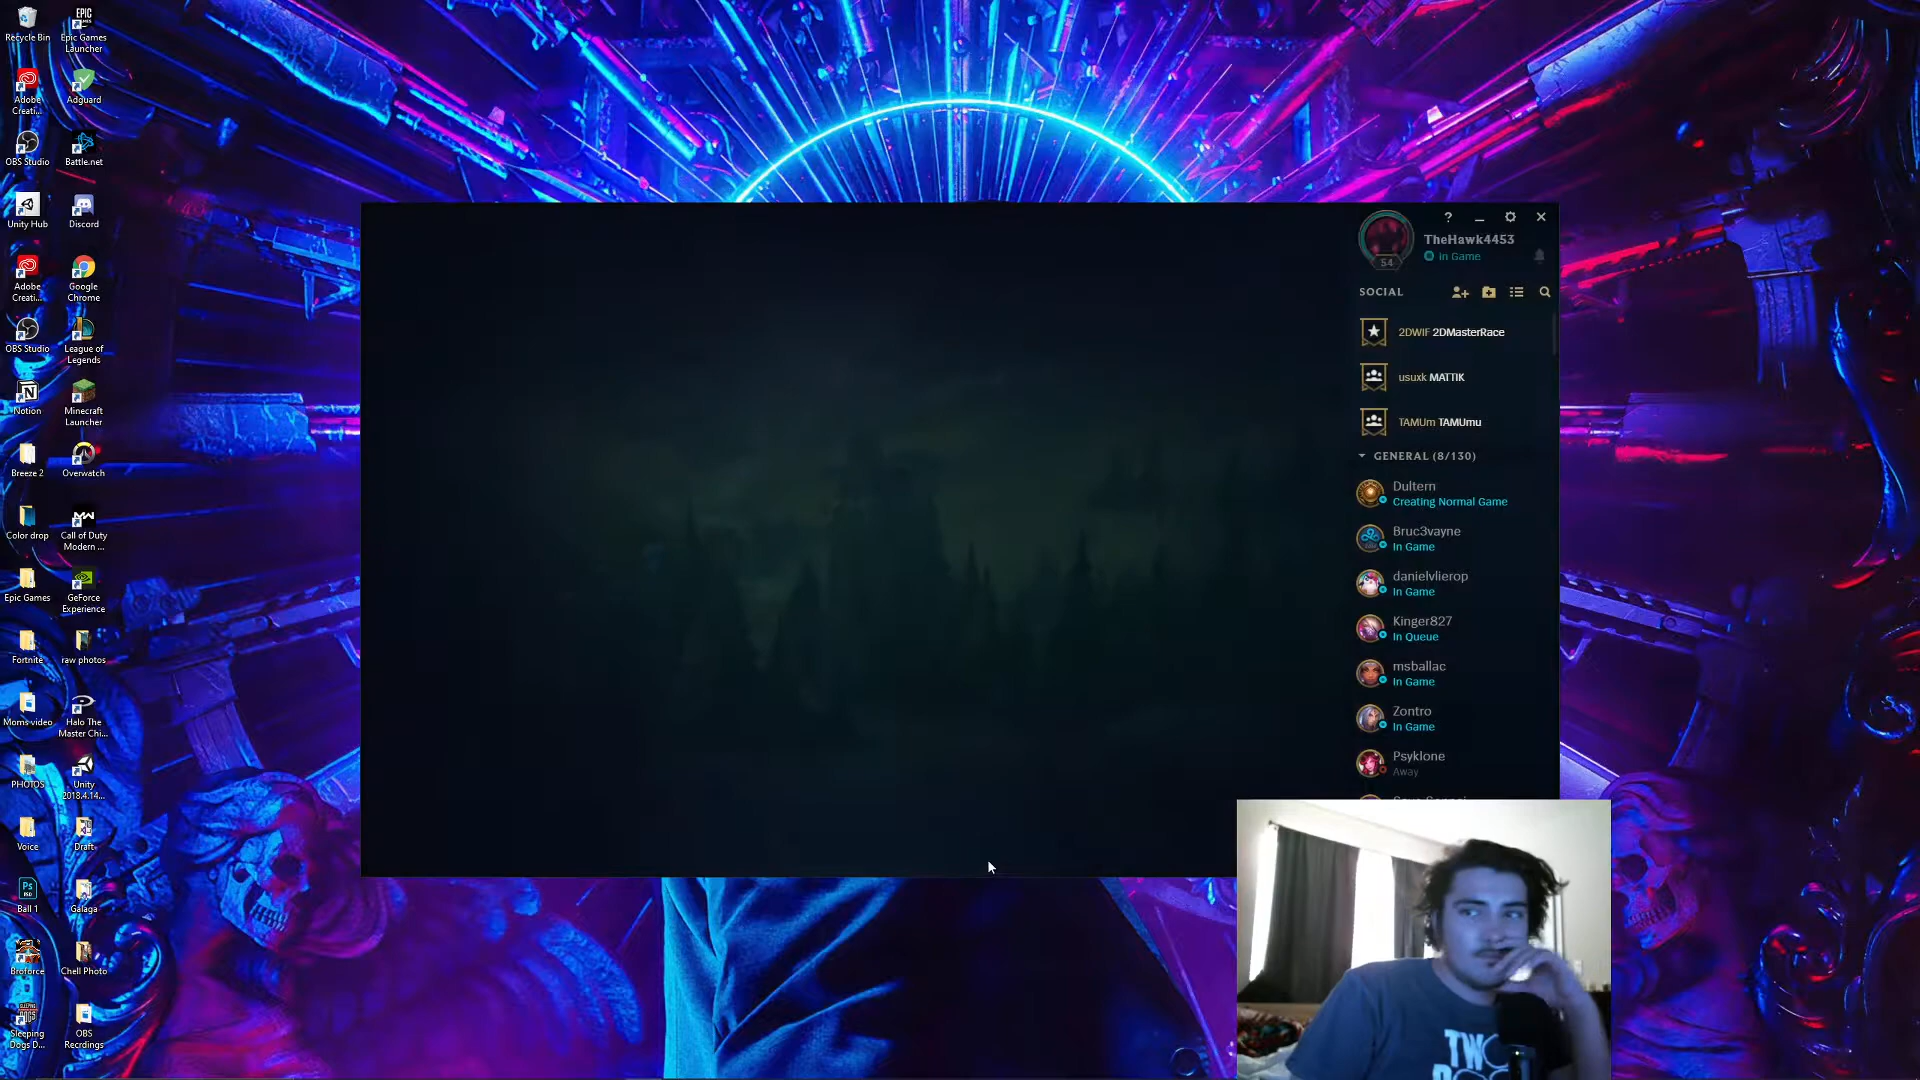 Recycle Bin
Epic Games
Launcher
Adobe
Creati...
Adguard
OBS Studio
Battle.net
Unity Hub
Discord
Adobe
Creati...
Google
Chrome
OBS Studio
League of
Legends
Notion
Minecraft
Launcher
Breeze 2
Overwatch
Color drop
Call of Duty
Modern ...
Epic Games
GeForce
Experience
Fortnite
raw photos
Moms video
Halo The
Master Chi...
PHOTOS
Unity
2018.4.14...
Voice
Draft
Ball 1
Galaga
Broforce
Chell Photo
Sleeping
Dogs D...
OBS
Recrdings
?
TheHawk4453
In Game
54
SOCIAL
2DWIF 2DMasterRace
usuxk MATTIK
TAMUm TAMUmu
GENERAL (8/130)
Dultern
Creating Normal Game
Bruc3vayne
In Game
danielvlierop
In Game
Kinger827
In Queue
msballac
In Game
Zontro
In Game
Psyklone
Away